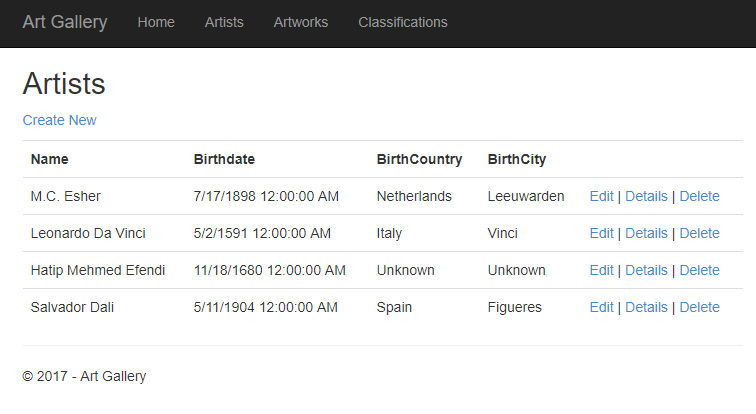 Art Gallery Home Artists Artworks Classifications
Artists
Create New
Name Birthdate BirthCountry BirthCity
M.C. Esher 7/17/1898 12:00:00 AM Netherlands Leeuwarden Edit | Details | Delete
Leonardo Da Vinci 5/2/1591 12:00:00 AM Italy Vinci Edit | Details | Delete
Hatip Mehmed Efendi 11/18/1680 12:00:00 AM Unknown Unknown Edit | Details | Delete
Salvador Dali 5/11/1904 12:00:00 AM Spain Figueres Edit | Details | Delete
© 2017 - Art Gallery